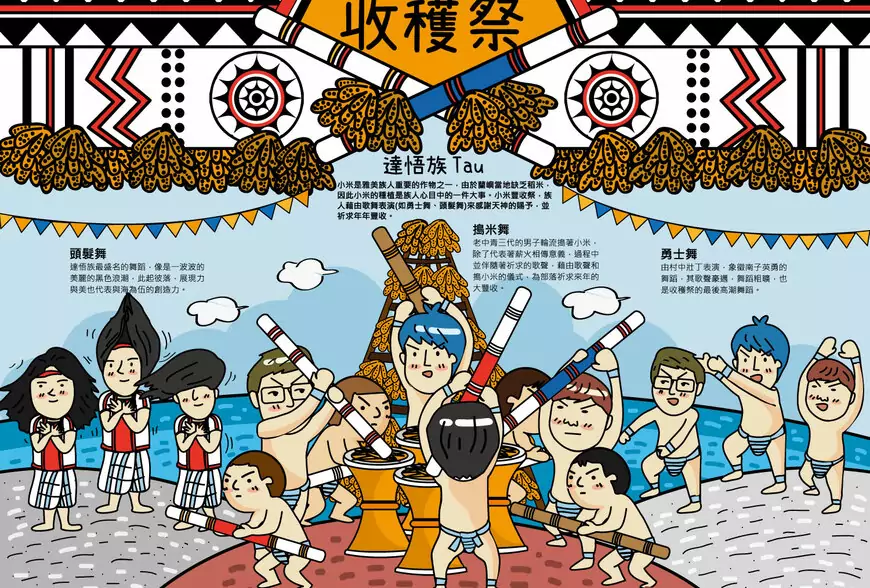 收穫祭
達悟族 Tau
小米是雅美族人重要的作物之一，由於蘭嶼當地缺乏稻米，
因此小米的種植是族人心目中的一件大事。小米豐收祭，族
人藉由歌舞表演(如勇士舞、頭髮舞)來感謝天神的賜予，並
祈求年年豐收。
頭髮舞
達悟族最盛名的舞蹈，像是一波波的
美麗的黑色浪潮，此起彼落、展現力
與美也代表與海為伍的創造力。
搗米舞
老中青三代的男子輪流搗著小米，
除了代表著薪火相傳意義，過程中
並伴隨著祈求的歌聲，藉由歌聲和
搗小米的儀式，為部落祈求來年的
大豐收。
勇士舞
由村中壯丁表演，象徵南子英勇的
舞蹈，其歌聲豪邁，舞蹈粗曠，也
是收穫祭的最後高潮舞蹈。